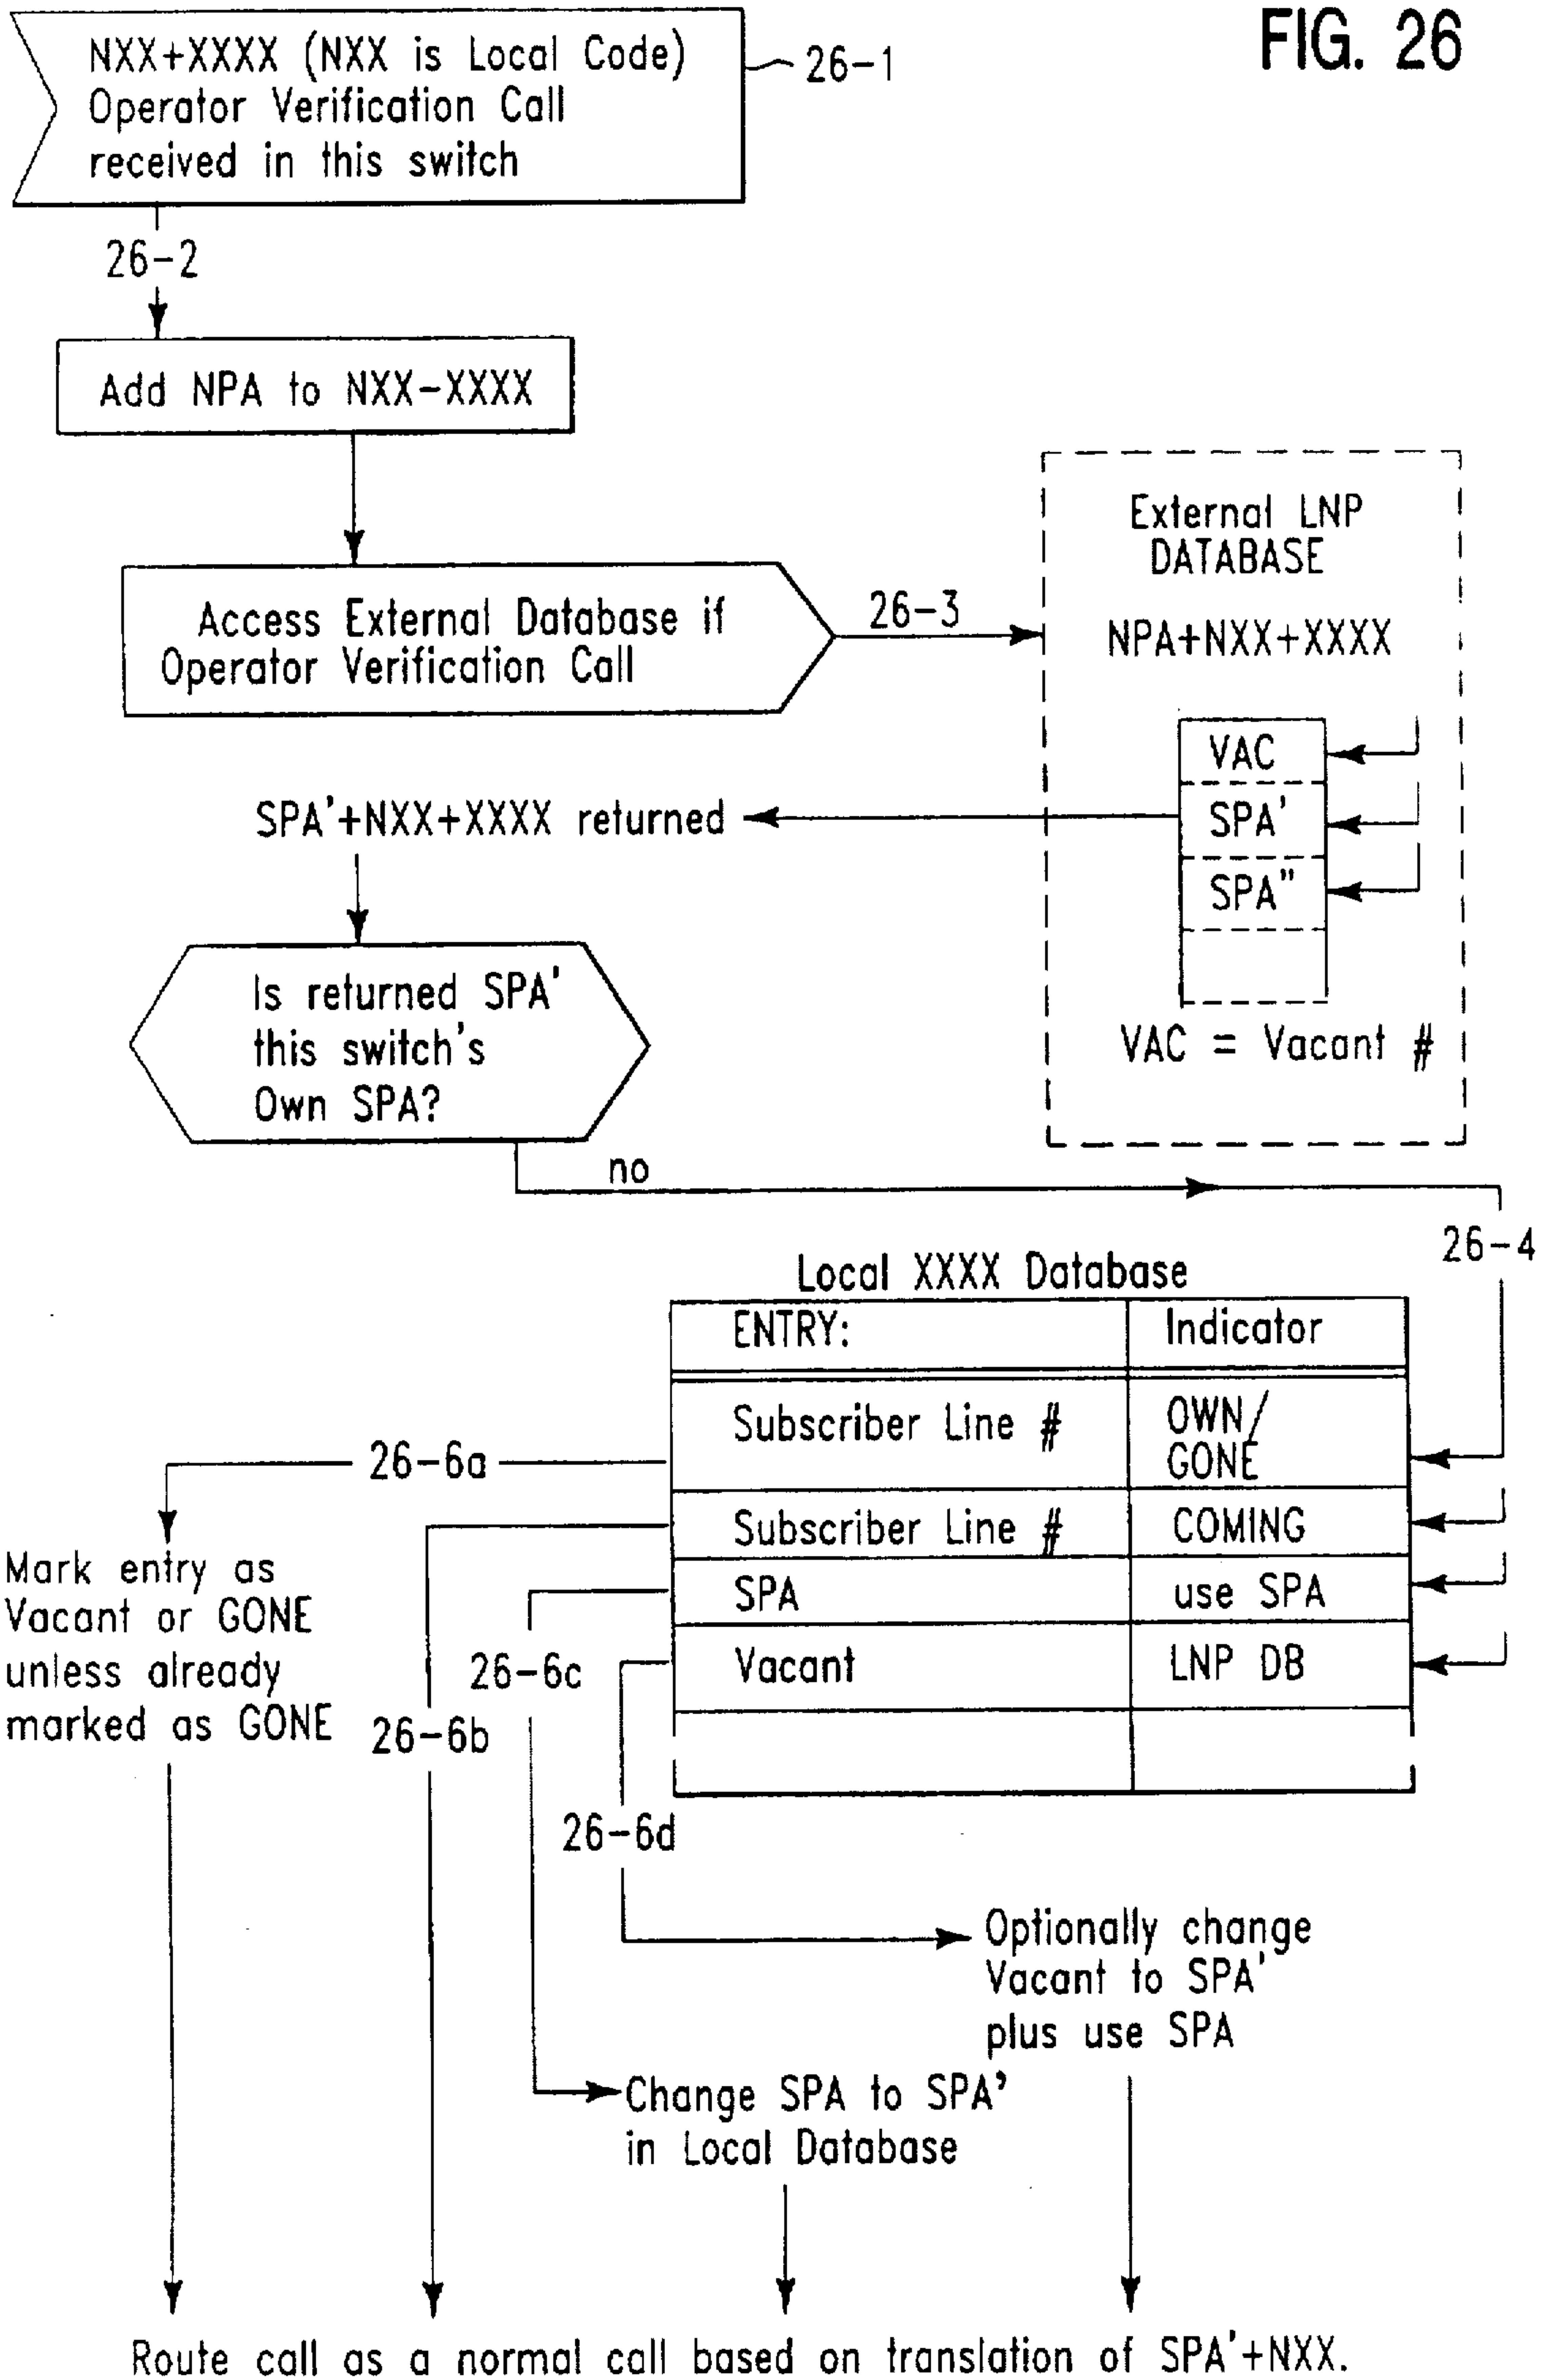 FIG. 26
NXX+XXXX (NXX is Local Code)
Operator Verification Call
received in this switch
26-1
26-2
Add NPA to NXX-XXXX
Access External Database if
Operator Verification Call
26-3
External LNP
DATABASE
NPA+NXX+XXXX
VAC
SPA'
SPA"
VAC = Vacant #
SPA'+NXX+XXXX returned
Is returned SPA'
this switch's
Own SPA?
no
26-4
Local XXXX Database
ENTRY: Indicator
Subscriber Line # OWN/
GONE
Subscriber Line # COMING
SPA use SPA
Vacant LNP DB
26-6a
Mark entry as
Vacant or GONE
unless already
marked as GONE
26-6b
26-6c
26-6d
Optionally change
Vacant to SPA'
plus use SPA
Change SPA to SPA'
in Local Database
Route call as a normal call based on translation of SPA'+NXX.